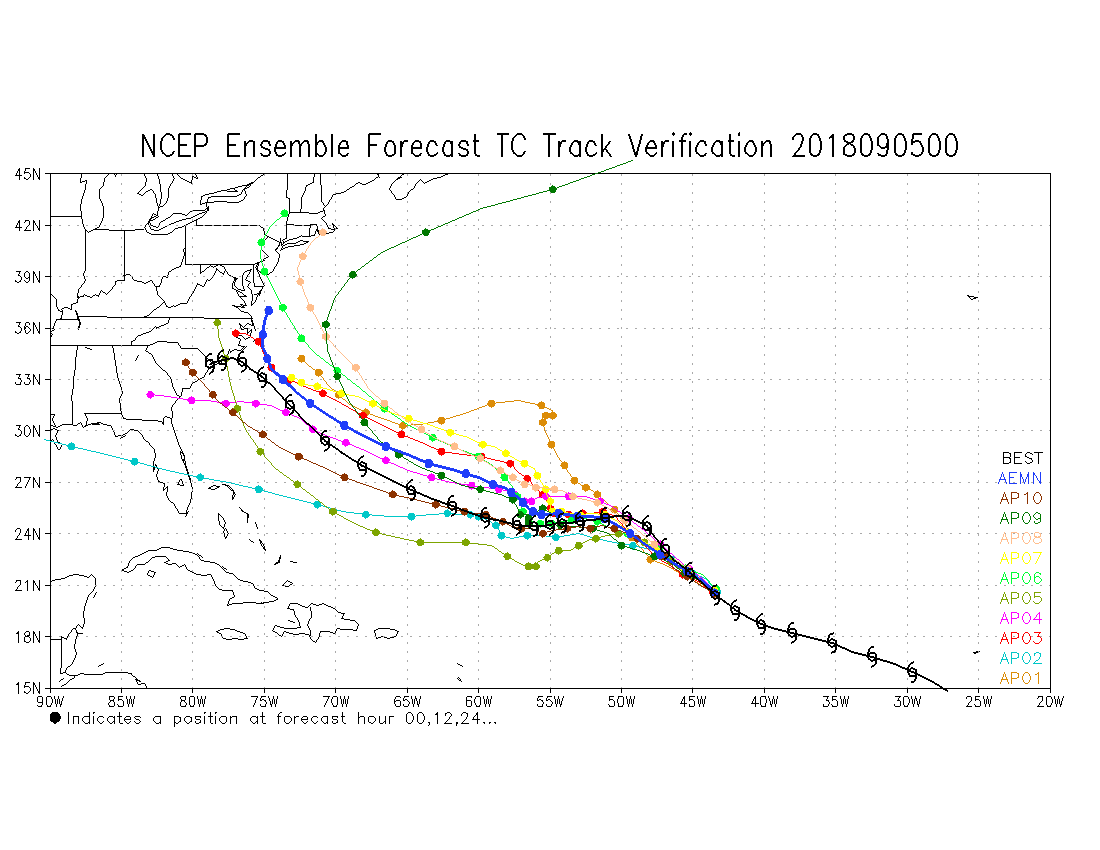 NCEP Ensemble Forecast TC Track Verification 2018090500
45N
42N
39N
36N
33N
30N
27N
24N
21N
18N
15N
BEST
AEMN
AP10
AP09
AP08
AP07
AP06
AP05
AP04
AP03
AP02
AP01
90W 85W 80W 75W 70W 65W 60W 55W 50W 45W 40W 35W 30W 25W 20W
Indicates a position at forecast hour 00,12,24...